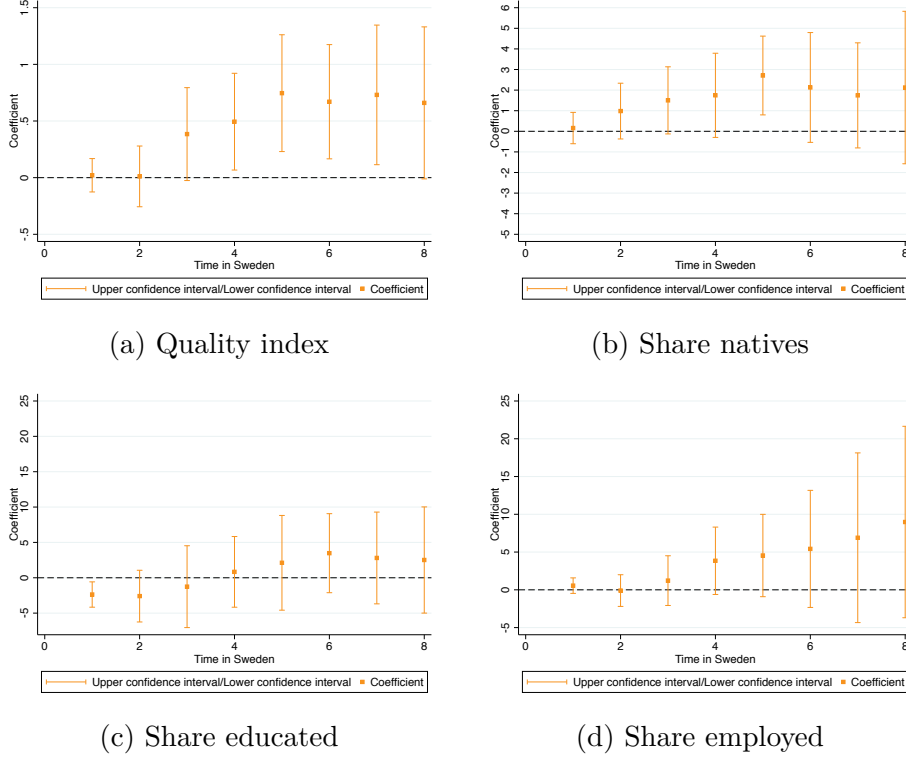 1.5
1
.5
0
-.5
Coefficient
0 2 4 6 8
Time in Sweden
Upper confidence interval/Lower confidence interval Coefficient
(a) Quality index
6
5
4
3
2
1
0
-1
-2
-3
-4
-5
Coefficient
0 2 4 6 8
Time in Sweden
Upper confidence interval/Lower confidence interval Coefficient
(b) Share natives
25
20
15
10
5
0
-5
Coefficient
0 2 4 6 8
Time in Sweden
Upper confidence interval/Lower confidence interval Coefficient
(c) Share educated
25
20
15
10
5
0
-5
Coefficient
0 2 4 6 8
Time in Sweden
Upper confidence interval/Lower confidence interval Coefficient
(d) Share employed